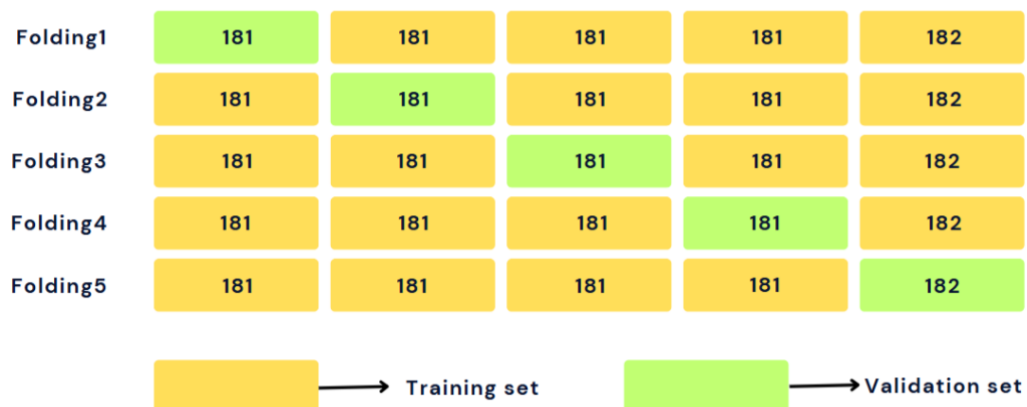 Folding1 181 181 181 181 182
Folding2 181 181 181 181 182
Folding3 181 181 181 181 182
Folding4 181 181 181 181 182
Folding5 181 181 181 181 182
Training set Validation set